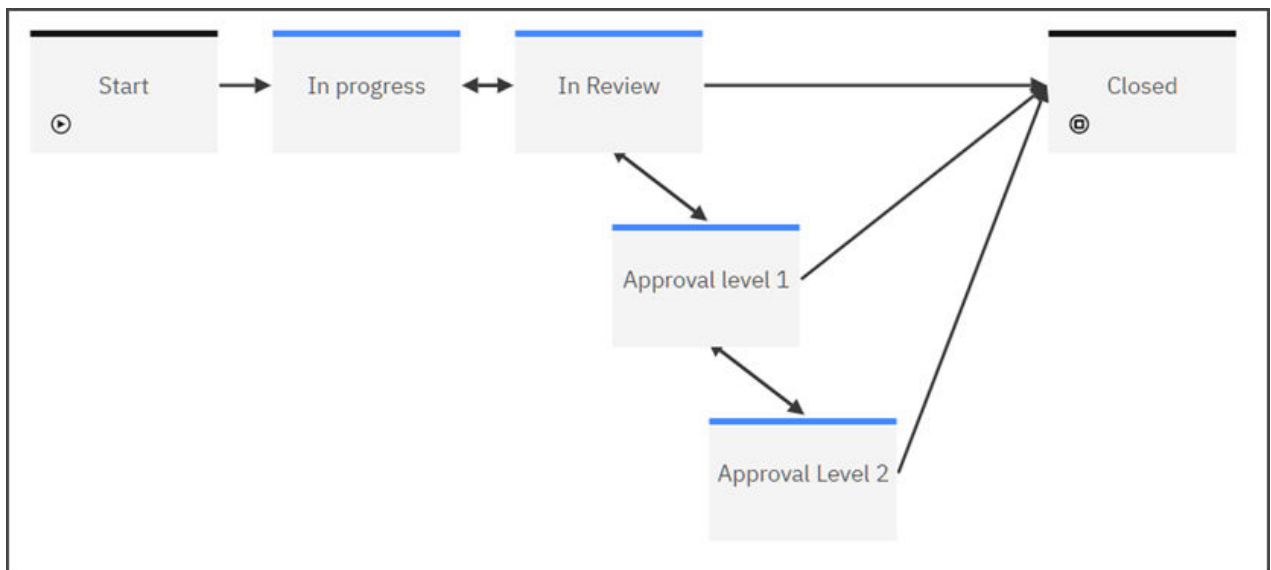 Start
In progress
In Review
Closed
Approval level 1
Approval Level 2